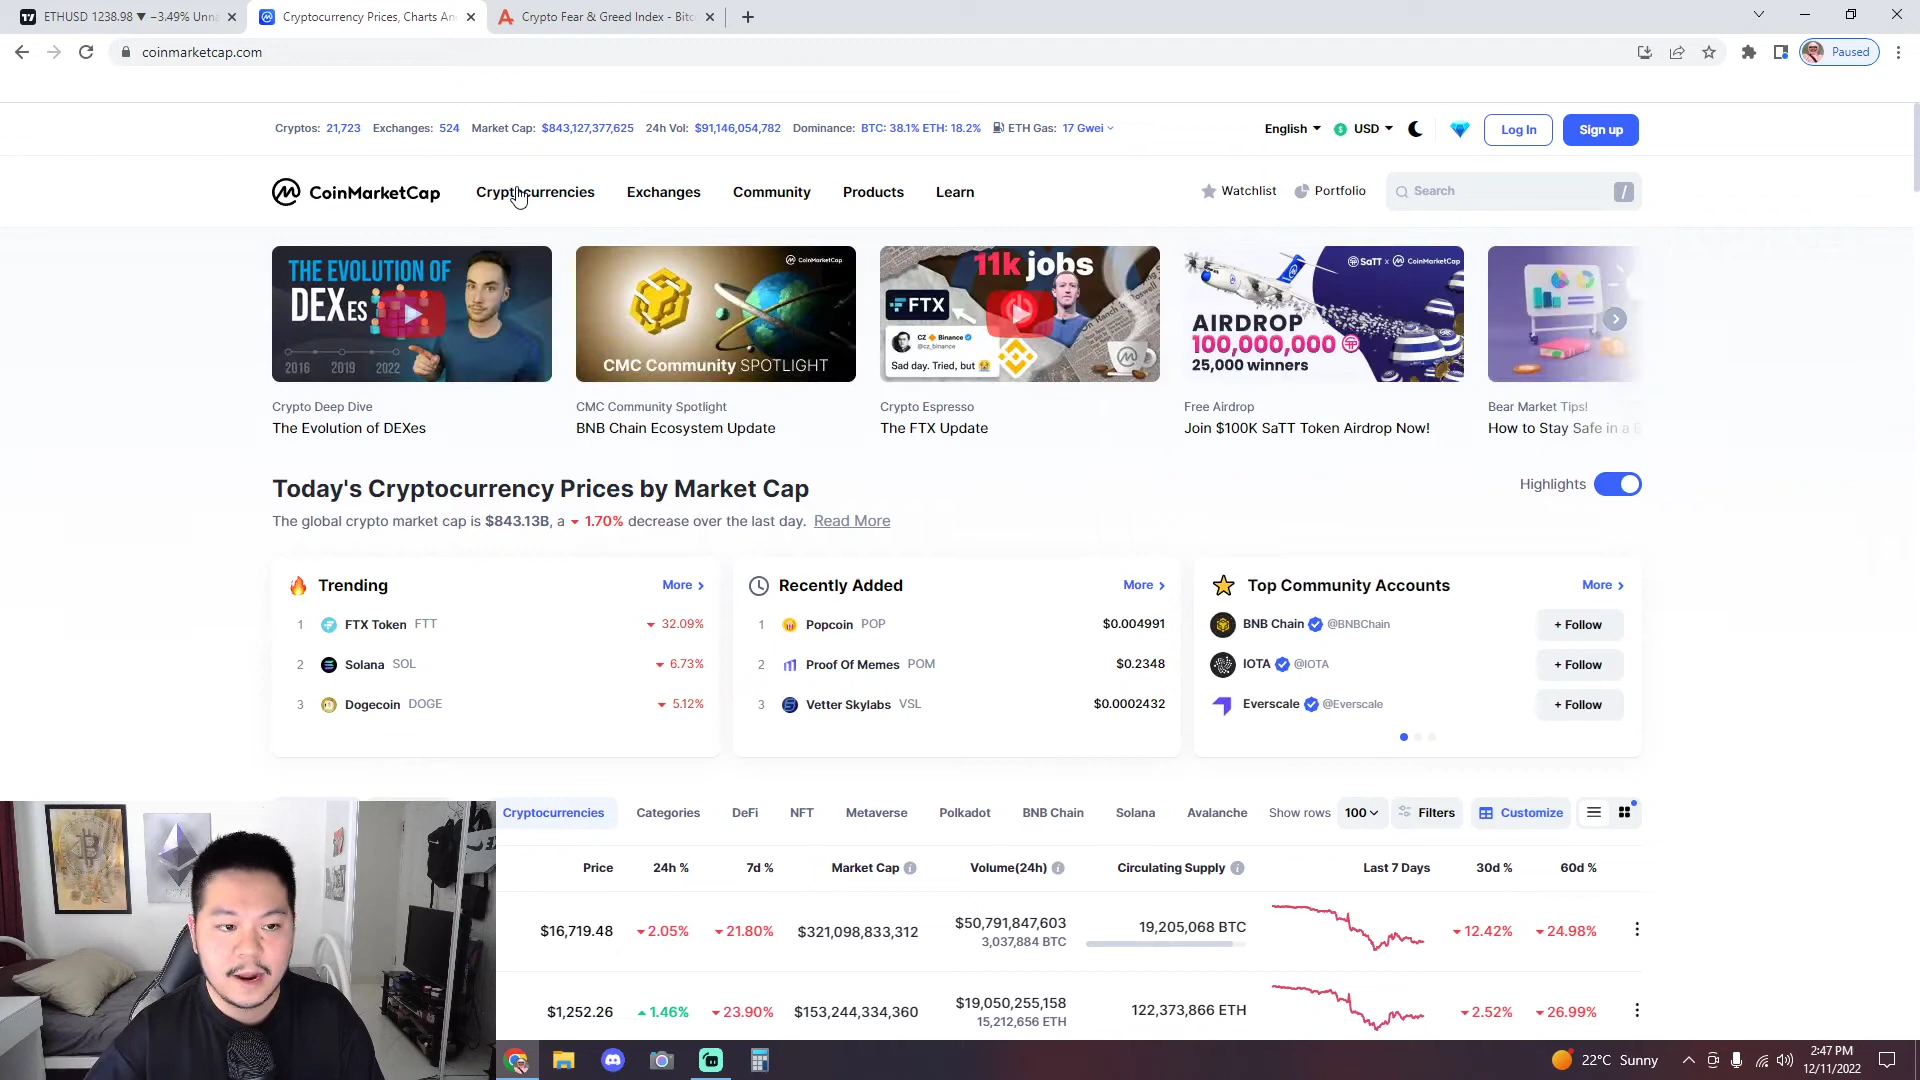 ETHUSD 1238.98 ▼ −3.49% Unna
Cryptocurrency Prices, Charts An
Crypto Fear & Greed Index - Bitc
coinmarketcap.com
Paused
Cryptos: 21,723 Exchanges: 524 Market Cap: $843,127,377,625 24h Vol: $91,146,054,782 Dominance: BTC: 38.1% ETH: 18.2% ETH Gas: 17 Gwei
English USD Log In Sign up
CoinMarketCap Cryptocurrencies Exchanges Community Products Learn
Watchlist Portfolio Search /
THE EVOLUTION OF
DEXES
2016 2019 2022
CoinMarketCap
CMC Community SPOTLIGHT
11k jobs
FTX
CZ Binance
@cz_binance
Sad day. Tried, but
SaTT x CoinMarketCap
AIRDROP
100,000,000
25,000 winners
Crypto Deep Dive
The Evolution of DEXes
CMC Community Spotlight
BNB Chain Ecosystem Update
Crypto Espresso
The FTX Update
Free Airdrop
Join $100K SaTT Token Airdrop Now!
Bear Market Tips!
How to Stay Safe in a
Today's Cryptocurrency Prices by Market Cap
Highlights
The global crypto market cap is $843.13B, a 1.70% decrease over the last day. Read More
Trending More
1 FTX Token FTT 32.09%
2 Solana SOL 6.73%
3 Dogecoin DOGE 5.12%
Recently Added More
1 Popcoin POP $0.004991
2 Proof Of Memes POM $0.2348
3 Vetter Skylabs VSL $0.0002432
Top Community Accounts More
BNB Chain @BNBChain + Follow
IOTA @IOTA + Follow
Everscale @Everscale + Follow
Cryptocurrencies Categories DeFi NFT Metaverse Polkadot BNB Chain Solana Avalanche Show rows 100 Filters Customize
Price 24h % 7d % Market Cap Volume(24h) Circulating Supply Last 7 Days 30d % 60d %
$16,719.48 2.05% 21.80% $321,098,833,312 $50,791,847,603 19,205,068 BTC 12.42% 24.98%
3,037,884 BTC
$1,252.26 1.46% 23.90% $153,244,334,360 $19,050,255,158 122,373,866 ETH 2.52% 26.99%
15,212,656 ETH
22°C Sunny
2:47 PM
12/11/2022